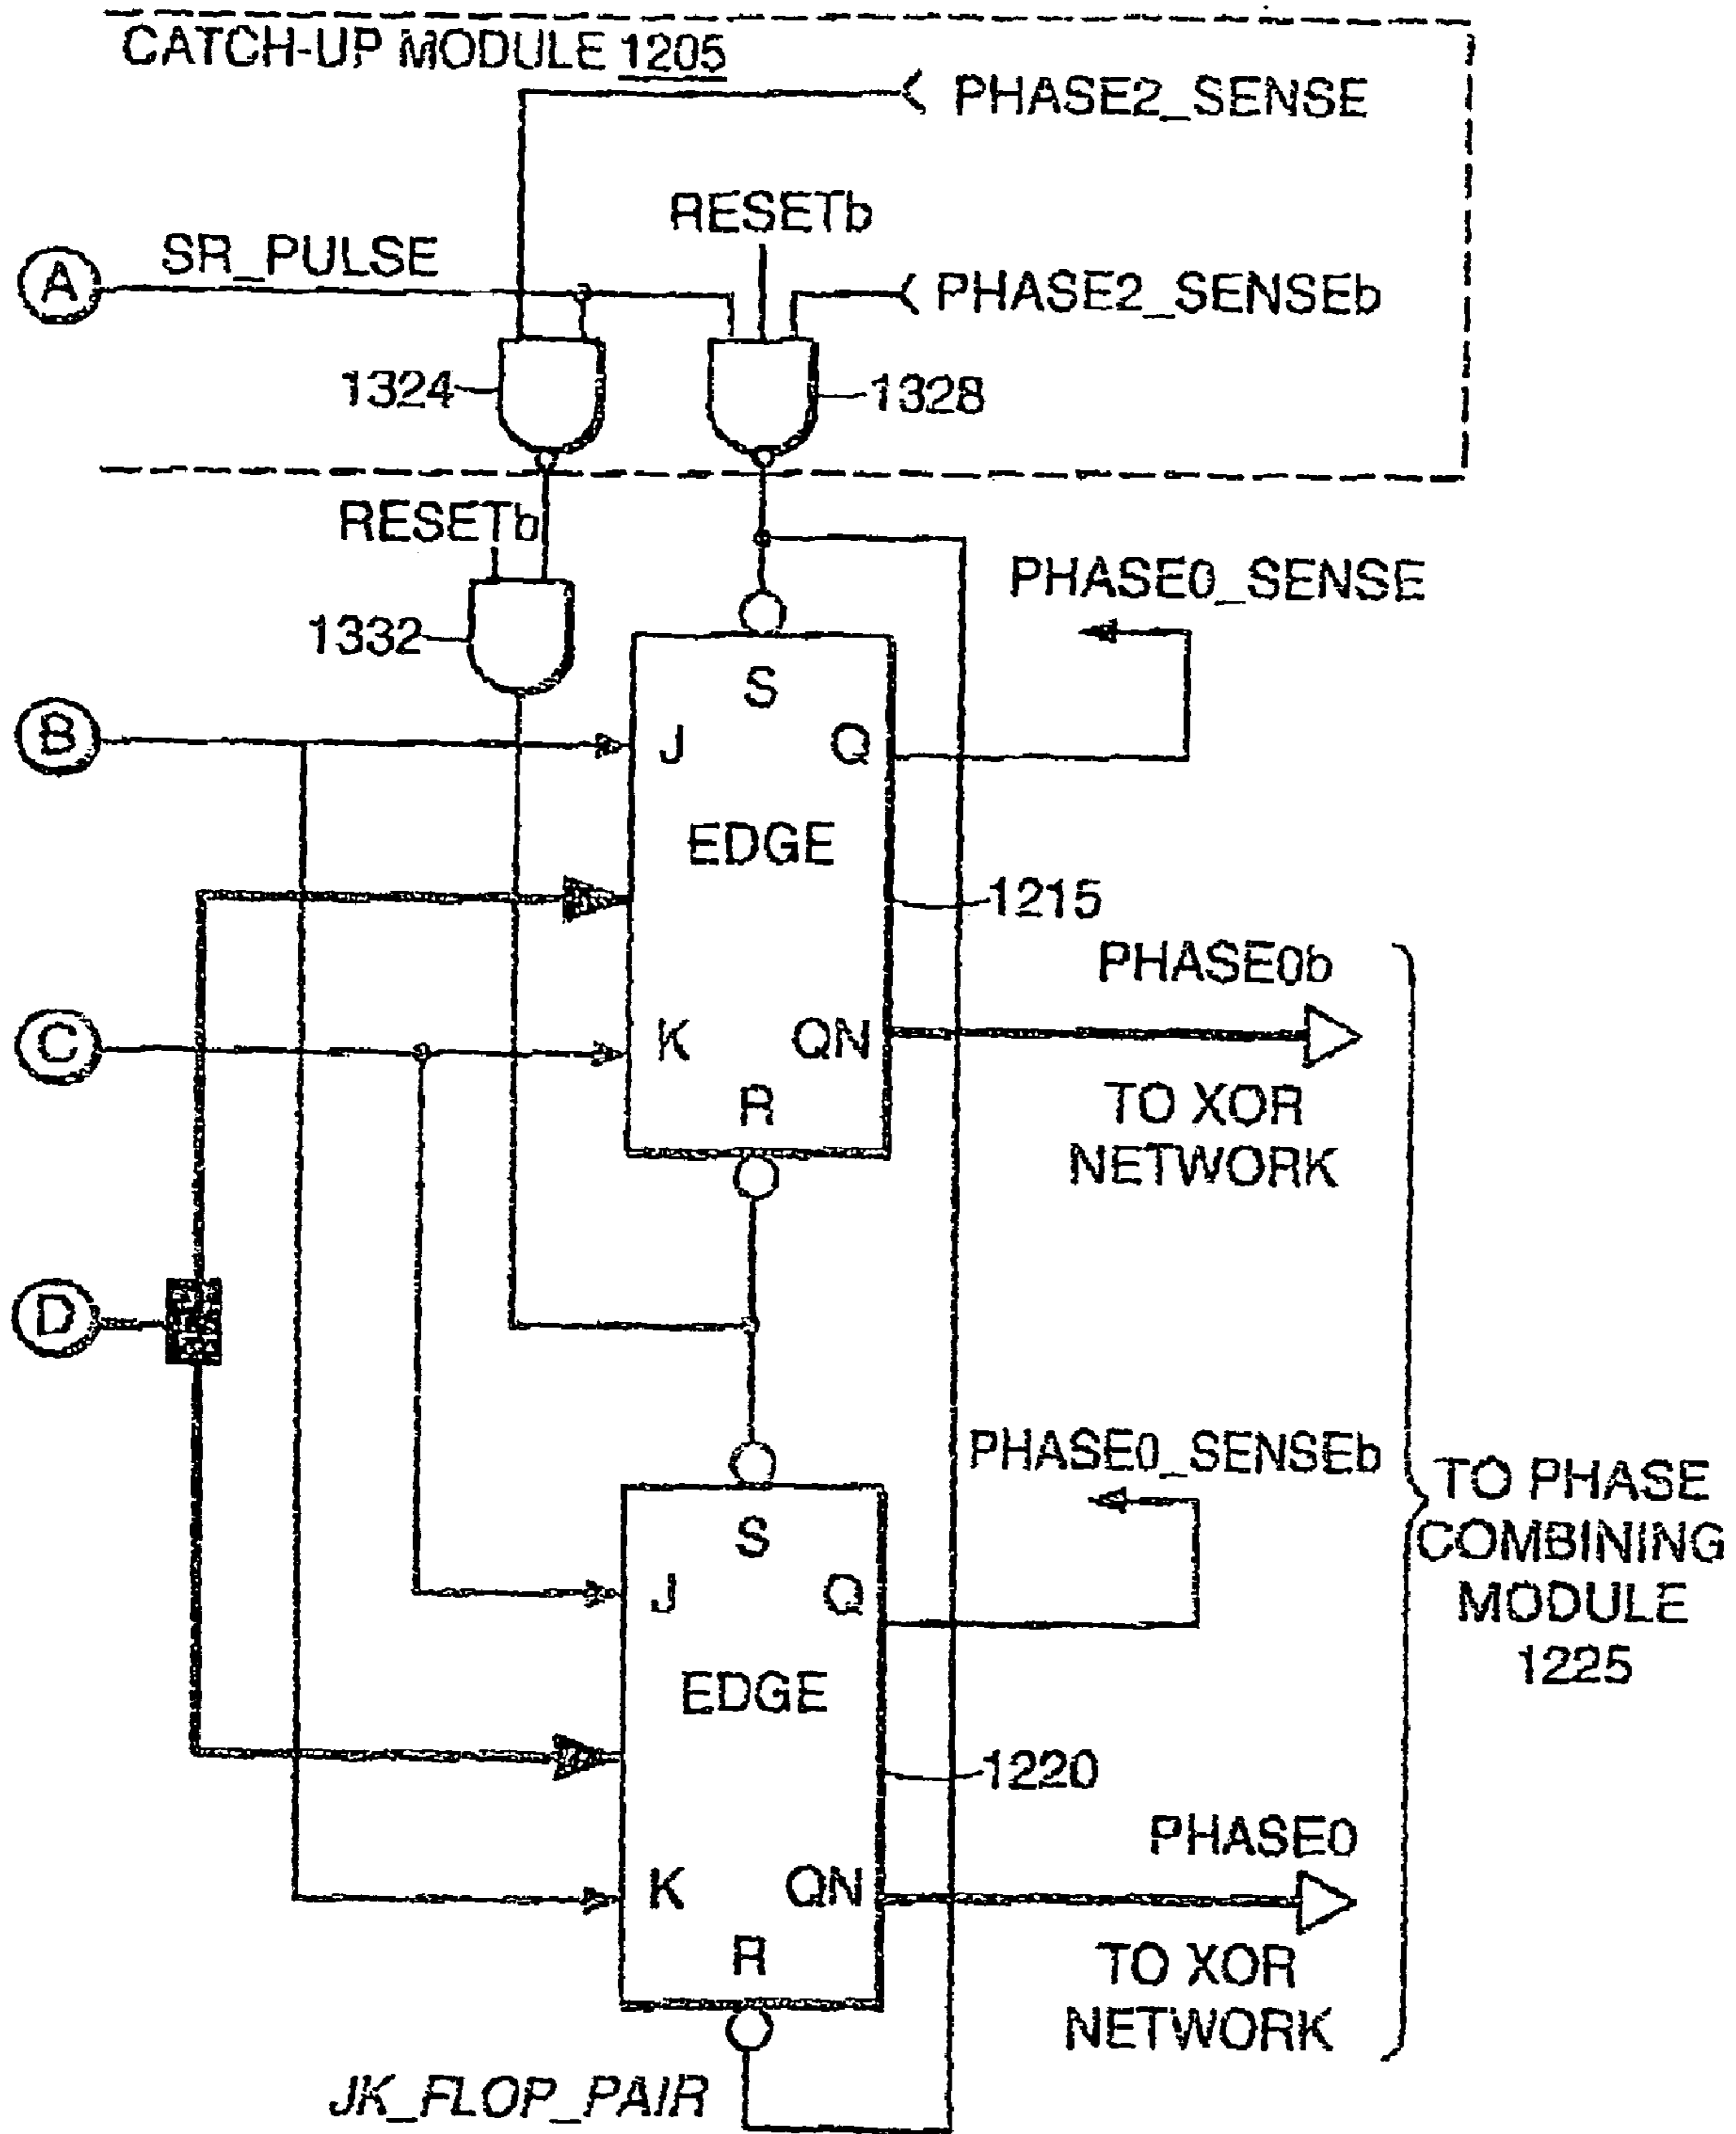 CATCH-UP MODULE 1205
PHASE2_SENSE
RESETb
A
SR_PULSE
PHASE2_SENSEb
1324
1328
RESETb
PHASE0_SENSE
1332
S
B
J
Q
EDGE
1215
PHASE0b
C
K
QN
R
TO XOR
NETWORK
D
PHASE0_SENSEb
S
J
Q
TO PHASE
COMBINING
MODULE
1225
EDGE
1220
PHASE0
K
QN
R
TO XOR
NETWORK
JK_FLOP_PAIR